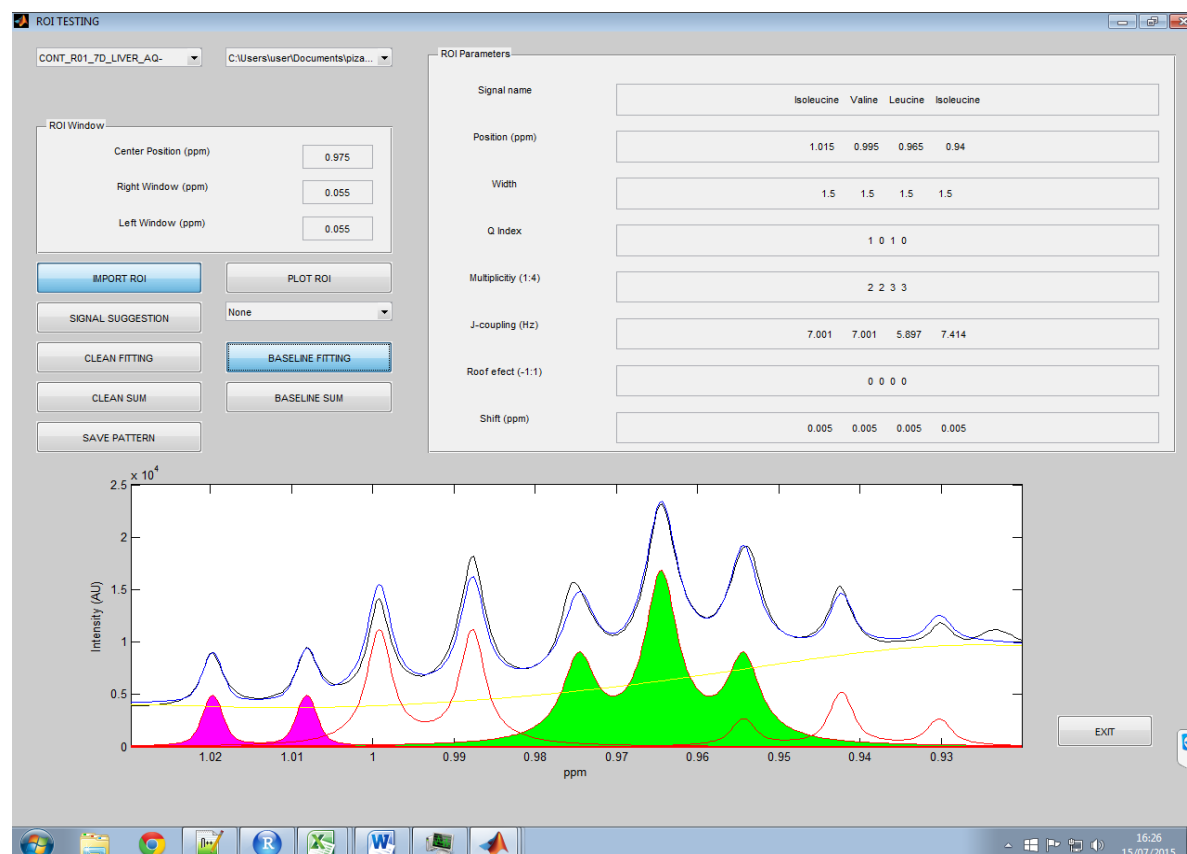 ROI TESTING
CONT_R01_7D_LIVER_AQ-
C:\Users\user\Documents\piza...
ROI Window
Center Position (ppm) 0.975
Right Window (ppm) 0.055
Left Window (ppm) 0.055
IMPORT ROI
PLOT ROI
SIGNAL SUGGESTION
None
CLEAN FITTING
BASELINE FITTING
CLEAN SUM
BASELINE SUM
SAVE PATTERN
ROI Parameters
Signal name Isoleucine Valine Leucine Isoleucine
Position (ppm) 1.015 0.995 0.965 0.94
Width 1.5 1.5 1.5 1.5
Q Index 1 0 1 0
Multiplicitiy (1:4) 2 2 3 3
J-coupling (Hz) 7.001 7.001 5.897 7.414
Roof efect (-1:1) 0 0 0 0
Shift (ppm) 0.005 0.005 0.005 0.005
x 10^4
2.5
2
1.5
1
0.5
0
Intensity (AU)
1.02 1.01 1 0.99 0.98 0.97 0.96 0.95 0.94 0.93
ppm
EXIT
16:26
15/07/2015